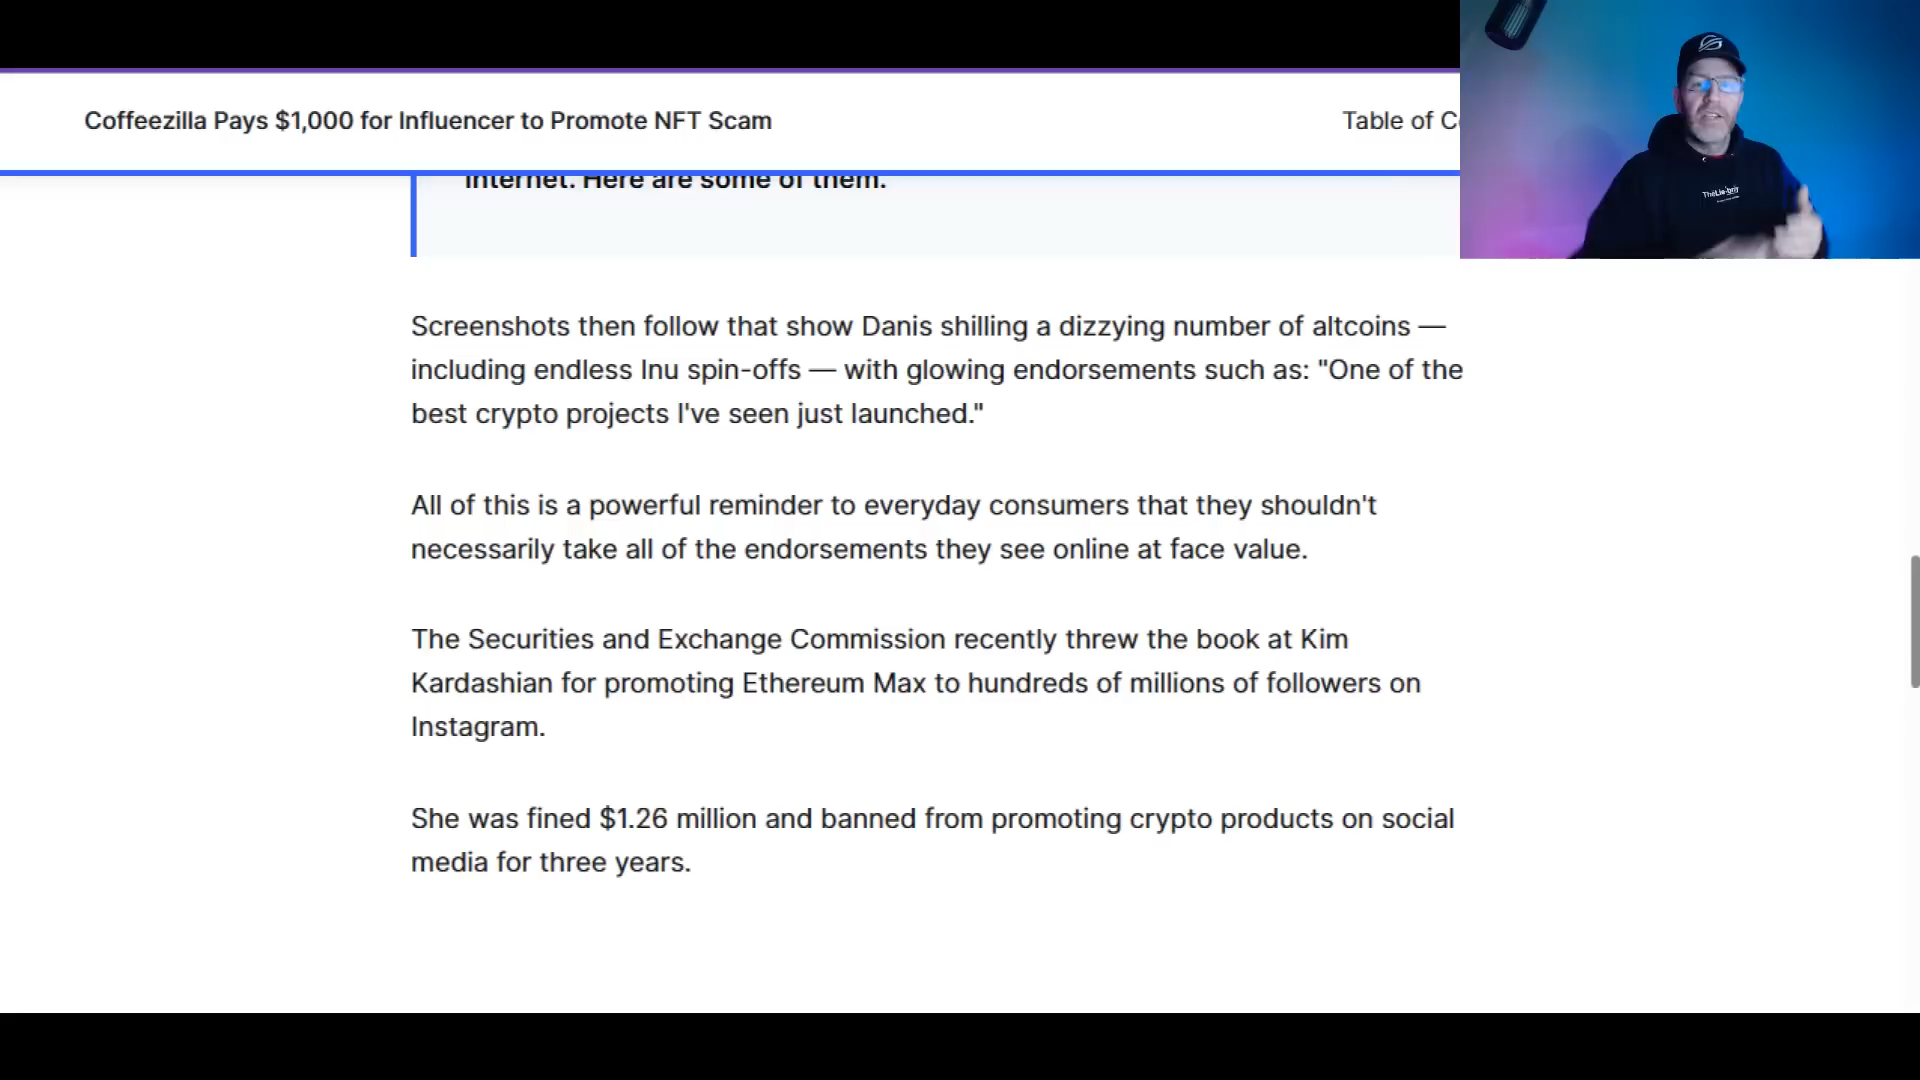 Coffeezilla Pays $1,000 for Influencer to Promote NFT Scam
Table of
internet. Here are some of them.
Screenshots then follow that show Danis shilling a dizzying number of altcoins —
including endless Inu spin-offs — with glowing endorsements such as: "One of the
best crypto projects I've seen just launched."
All of this is a powerful reminder to everyday consumers that they shouldn't
necessarily take all of the endorsements they see online at face value.
The Securities and Exchange Commission recently threw the book at Kim
Kardashian for promoting Ethereum Max to hundreds of millions of followers on
Instagram.
She was fined $1.26 million and banned from promoting crypto products on social
media for three years.